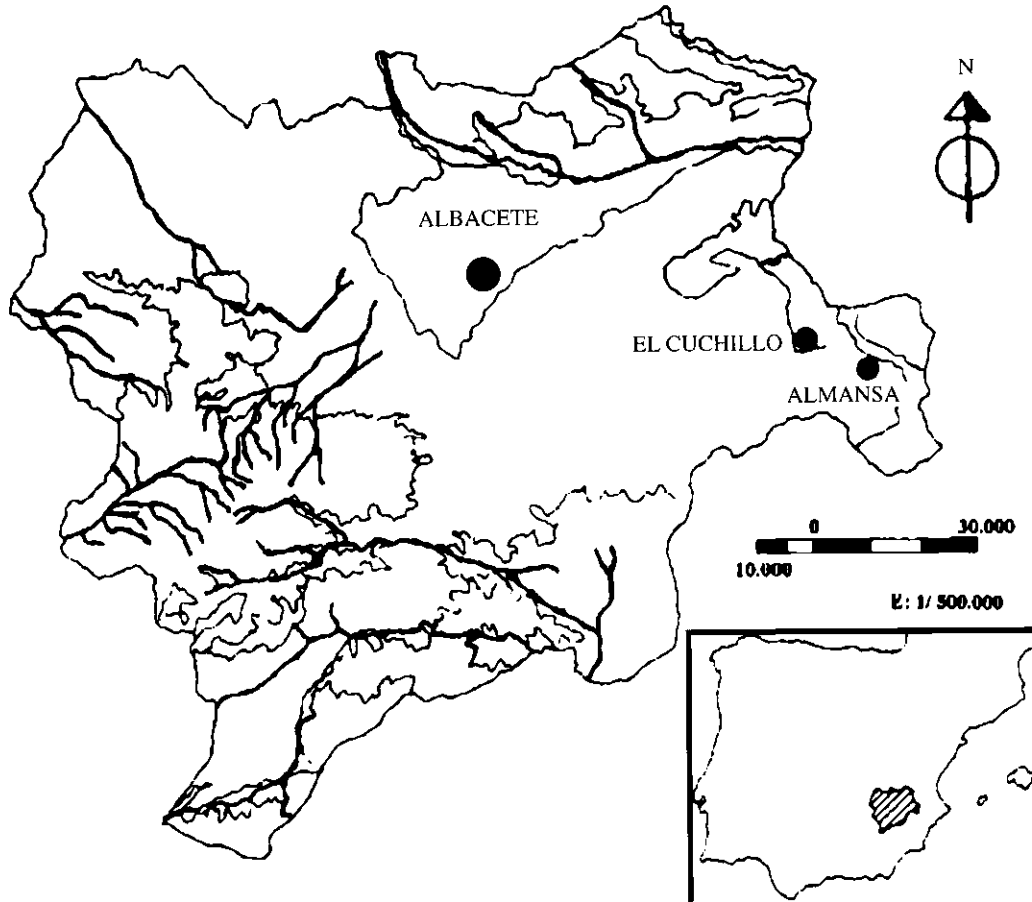 N
ALBACETE
EL CUCHILLO
ALMANSA
0 30.000
10.000
E: 1/ 500.000